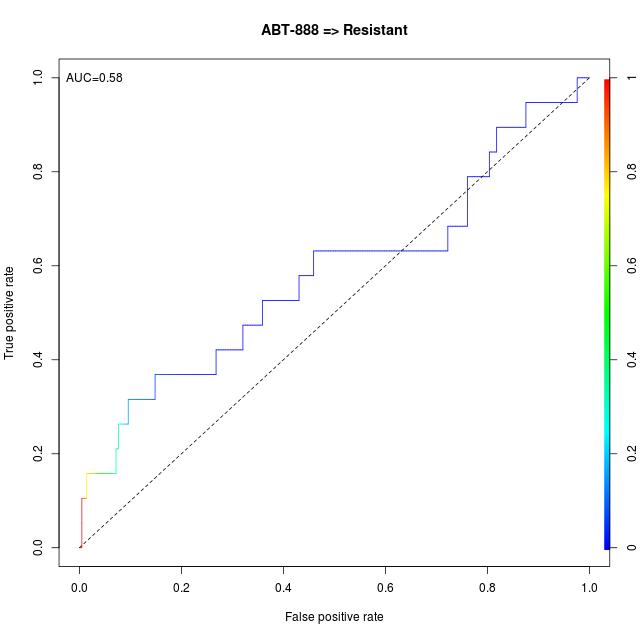 ABT-888 => Resistant
AUC=0.58
True positive rate
1.0
0.8
0.6
0.4
0.2
0.0
0.0 0.2 0.4 0.6 0.8 1.0
False positive rate
1
0.8
0.6
0.4
0.2
0